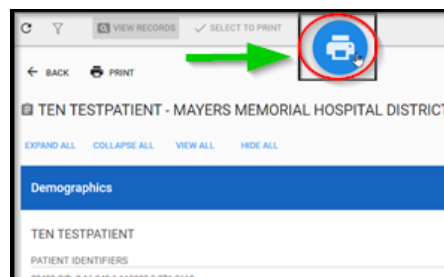 VIEW RECORDS SELECT TO PRINT
BACK PRINT
TEN TESTPATIENT - MAYERS MEMORIAL HOSPITAL DISTRICT
EXPAND ALL COLLAPSE ALL VIEW ALL HIDE ALL
Demographics
TEN TESTPATIENT
PATIENT IDENTIFIERS